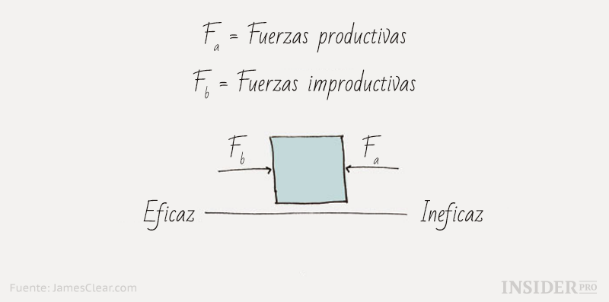 Fa = Fuerzas productivas
Fb = Fuerzas improductivas
Fb Fa
Eficaz Ineficaz
Fuente: JamesClear.com
INSIDER PRO